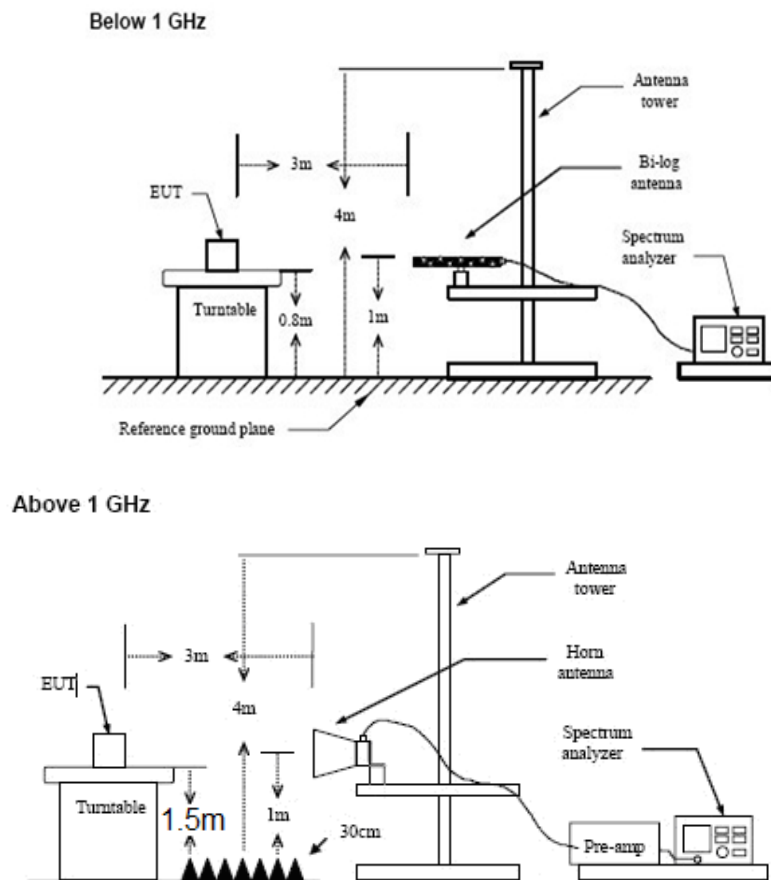 Below 1 GHz
Antenna
tower
3m
Bi-log
antenna
EUT
4m
Spectrum
analyzer
Turntable
0.8m
1m
Reference ground plane
Above 1 GHz
Antenna
tower
3m
Horn
antenna
EUT
4m
Spectrum
analyzer
Turntable
1.5m
1m
30cm
Pre-amp